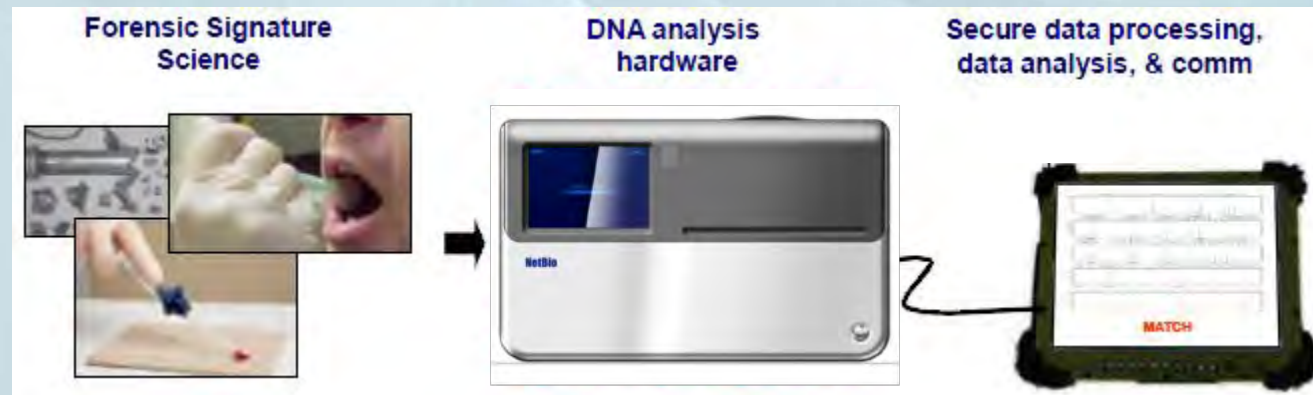 Forensic Signature
Science
DNA analysis
hardware
Secure data processing,
data analysis, & comm
NetBio
MATCH